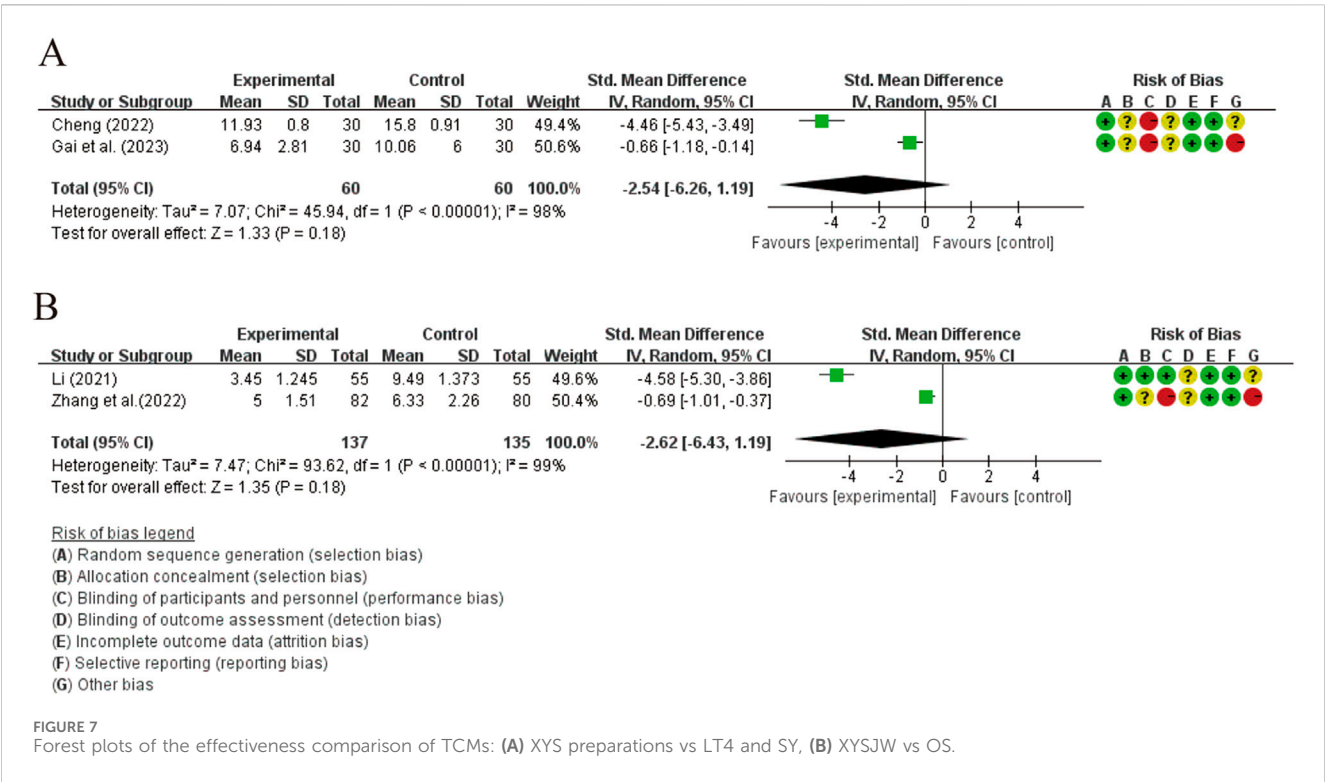 A
Experimental Control Std. Mean Difference Std. Mean Difference Risk of Bias
Study or Subgroup Mean SD Total Mean SD Total Weight IV, Random, 95% CI IV, Random, 95% CI A B C D E F G
Cheng (2022) 11.93 0.8 30 15.8 0.91 30 49.4% -4.46 [-5.43, -3.49] + ? - ? + + ?
Gai et al. (2023) 6.94 2.81 30 10.06 6 30 50.6% -0.66 [-1.18, -0.14] + ? - ? + + -
Total (95% CI) 60 60 100.0% -2.54 [-6.26, 1.19]
Heterogeneity: Tau² = 7.07; Chi² = 45.94, df = 1 (P < 0.00001); I² = 98%
Test for overall effect: Z = 1.33 (P = 0.18)
-4 -2 0 2 4
Favours [experimental] Favours [control]
B
Experimental Control Std. Mean Difference Std. Mean Difference Risk of Bias
Study or Subgroup Mean SD Total Mean SD Total Weight IV, Random, 95% CI IV, Random, 95% CI A B C D E F G
Li (2021) 3.45 1.245 55 9.49 1.373 55 49.6% -4.58 [-5.30, -3.86] + + + ? + + ?
Zhang et al.(2022) 5 1.51 82 6.33 2.26 80 50.4% -0.69 [-1.01, -0.37] + ? - ? + + -
Total (95% CI) 137 135 100.0% -2.62 [-6.43, 1.19]
Heterogeneity: Tau² = 7.47; Chi² = 93.62, df = 1 (P < 0.00001); I² = 99%
Test for overall effect: Z = 1.35 (P = 0.18)
-4 -2 0 2 4
Favours [experimental] Favours [control]
Risk of bias legend
(A) Random sequence generation (selection bias)
(B) Allocation concealment (selection bias)
(C) Blinding of participants and personnel (performance bias)
(D) Blinding of outcome assessment (detection bias)
(E) Incomplete outcome data (attrition bias)
(F) Selective reporting (reporting bias)
(G) Other bias
FIGURE 7
Forest plots of the effectiveness comparison of TCMs: (A) XYS preparations vs LT4 and SY, (B) XYSJW vs OS.